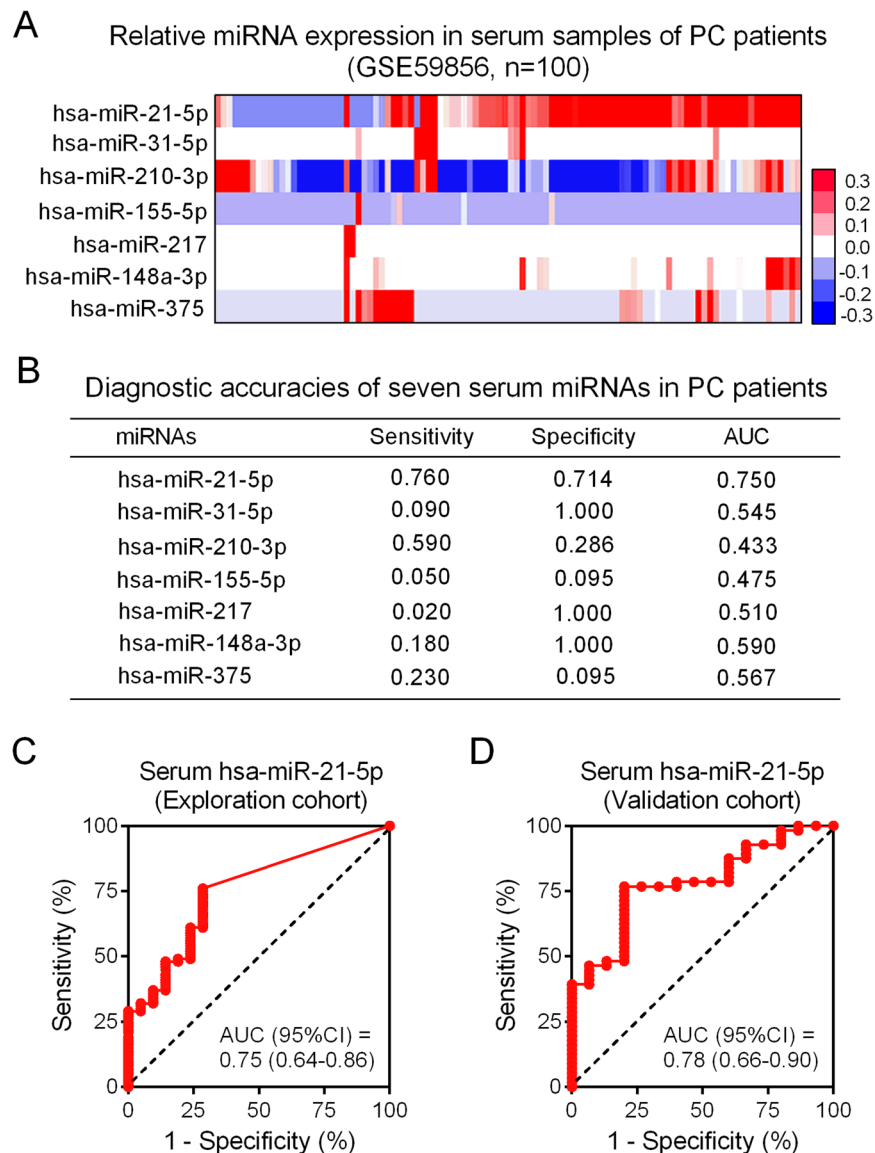 A
Relative miRNA expression in serum samples of PC patients
(GSE59856, n=100)
hsa-miR-21-5p
hsa-miR-31-5p
hsa-miR-210-3p
hsa-miR-155-5p
hsa-miR-217
hsa-miR-148a-3p
hsa-miR-375
0.3
0.2
0.1
0.0
-0.1
-0.2
-0.3
B
Diagnostic accuracies of seven serum miRNAs in PC patients
miRNAs Sensitivity Specificity AUC
hsa-miR-21-5p 0.760 0.714 0.750
hsa-miR-31-5p 0.090 1.000 0.545
hsa-miR-210-3p 0.590 0.286 0.433
hsa-miR-155-5p 0.050 0.095 0.475
hsa-miR-217 0.020 1.000 0.510
hsa-miR-148a-3p 0.180 1.000 0.590
hsa-miR-375 0.230 0.095 0.567
C
Serum hsa-miR-21-5p
(Exploration cohort)
100
75
50
25
0
Sensitivity (%)
AUC (95%CI) =
0.75 (0.64-0.86)
0 25 50 75 100
1 - Specificity (%)
D
Serum hsa-miR-21-5p
(Validation cohort)
100
75
50
25
0
Sensitivity (%)
AUC (95%CI) =
0.78 (0.66-0.90)
0 25 50 75 100
1 - Specificity (%)